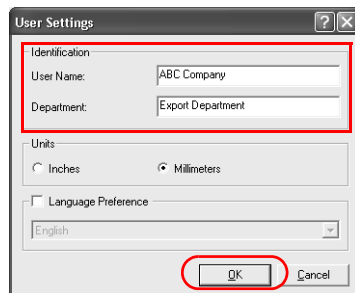 User Settings
Identification
User Name: ABC Company
Department: Export Department
Units
Inches Millimeters
Language Preference
English
OK Cancel